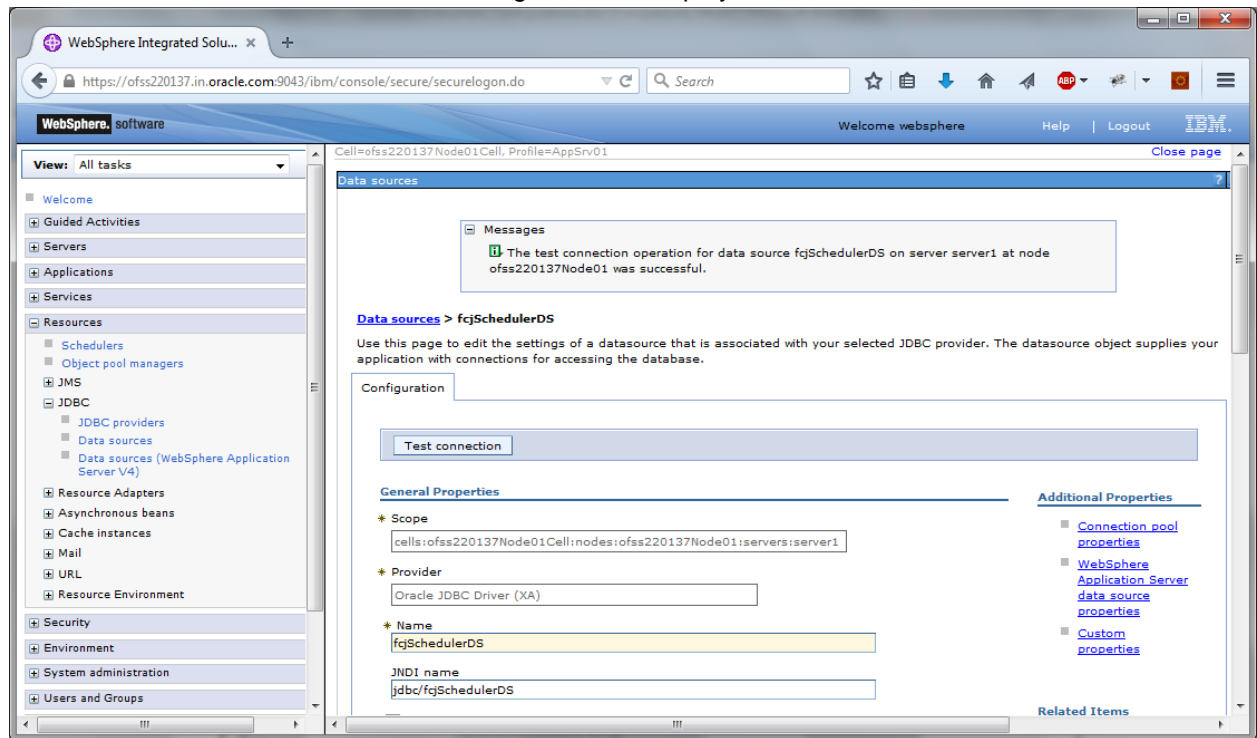 WebSphere Integrated Solu...
https://ofss220137.in.oracle.com:9043/ibm/console/secure/securelogon.do
Search
ABP
WebSphere. software
Welcome websphere
Help | Logout
IBM.
View: All tasks
Welcome
Guided Activities
Servers
Applications
Services
Resources
Schedulers
Object pool managers
JMS
JDBC
JDBC providers
Data sources
Data sources (WebSphere Application
Server V4)
Resource Adapters
Asynchronous beans
Cache instances
Mail
URL
Resource Environment
Security
Environment
System administration
Users and Groups
Cell=ofss220137Node01Cell, Profile=AppSrv01
Close page
Data sources
?
Messages
The test connection operation for data source fcjSchedulerDS on server server1 at node
ofss220137Node01 was successful.
Data sources > fcjSchedulerDS
Use this page to edit the settings of a datasource that is associated with your selected JDBC provider. The datasource object supplies your
application with connections for accessing the database.
Configuration
Test connection
General Properties
* Scope
cells:ofss220137Node01Cell:nodes:ofss220137Node01:servers:server1
* Provider
Oracle JDBC Driver (XA)
* Name
fcjSchedulerDS
JNDI name
jdbc/fcjSchedulerDS
Additional Properties
Connection pool
properties
WebSphere
Application Server
data source
properties
Custom
properties
Related Items